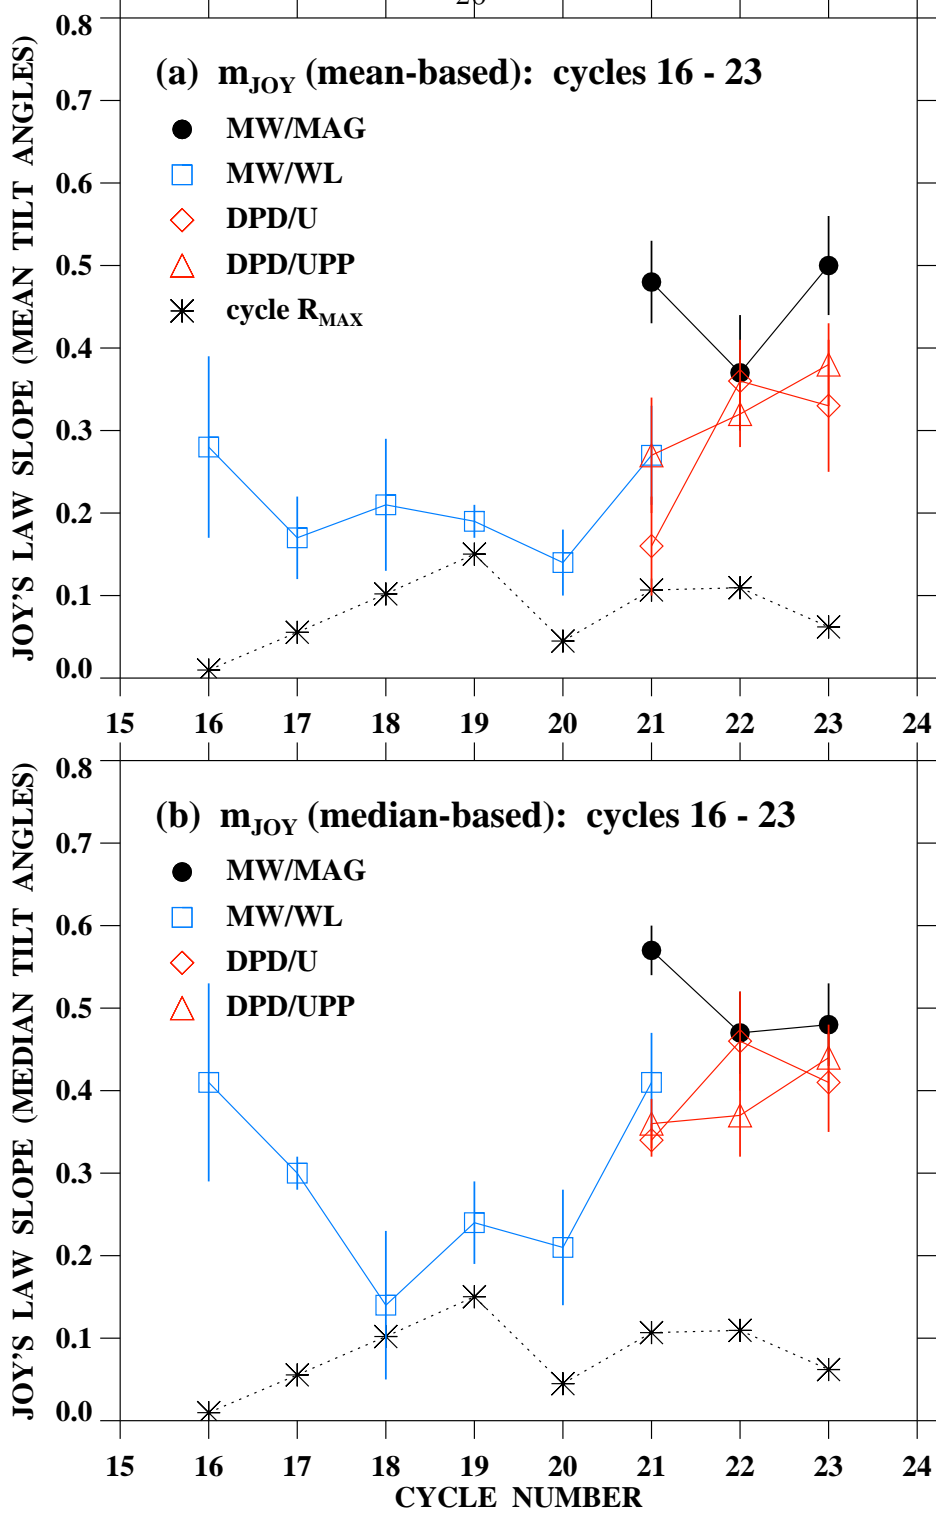 0.8
(a) mJOY (mean-based): cycles 16 - 23
0.7
MW/MAG
MW/WL
0.6
DPD/U
DPD/UPP
0.5
cycle RMAX
0.4
0.3
0.2
0.1
0.0
JOY'S LAW SLOPE (MEAN TILT ANGLES)
15 16 17 18 19 20 21 22 23 24
0.8
(b) mJOY (median-based): cycles 16 - 23
0.7
MW/MAG
MW/WL
0.6
DPD/U
DPD/UPP
0.5
0.4
0.3
0.2
0.1
0.0
JOY'S LAW SLOPE (MEDIAN TILT ANGLES)
15 16 17 18 19 20 21 22 23 24
CYCLE NUMBER